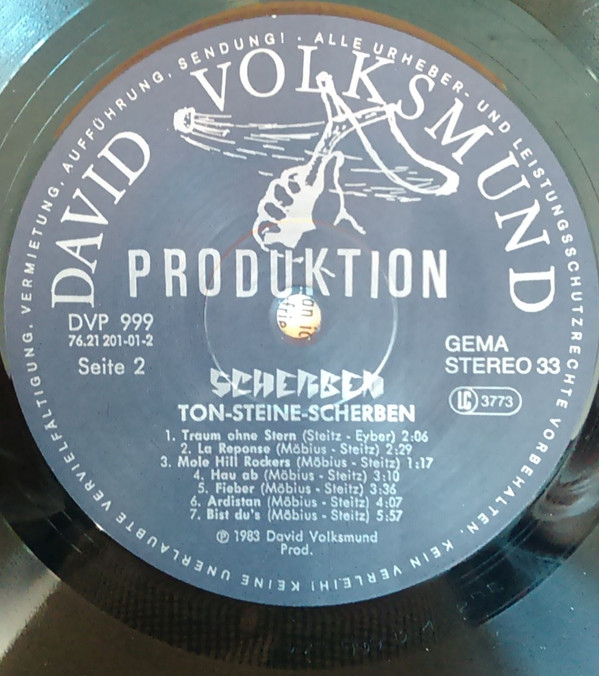 KEINE UNERLAUBTE VERVIELFÄLTIGUNG, VERMIETUNG, AUFFÜHRUNG, SENDUNG! · ALLE URHEBER- UND LEISTUNGSSCHUTZRECHTE VORBEHALTEN · KEIN VERLEIH!
DAVID VOLKSMUND
PRODUKTION
DVP 999
76.21 201-01-2
Seite 2
GEMA
STEREO 33
LC 3773
SCHERBEN
TON-STEINE-SCHERBEN
1. Traum ohne Stern (Steitz - Eyber) 2:06
2. La Reponse (Möbius - Steitz) 2:29
3. Mole Hill Rockers (Möbius - Steitz) 1:17
4. Hau ab (Möbius - Steitz) 3:10
5. Fieber (Möbius - Steitz) 3:36
6. Ardistan (Möbius - Steitz) 4:07
7. Bist du's (Möbius - Steitz) 5:57
℗ 1983 David Volksmund
Prod.